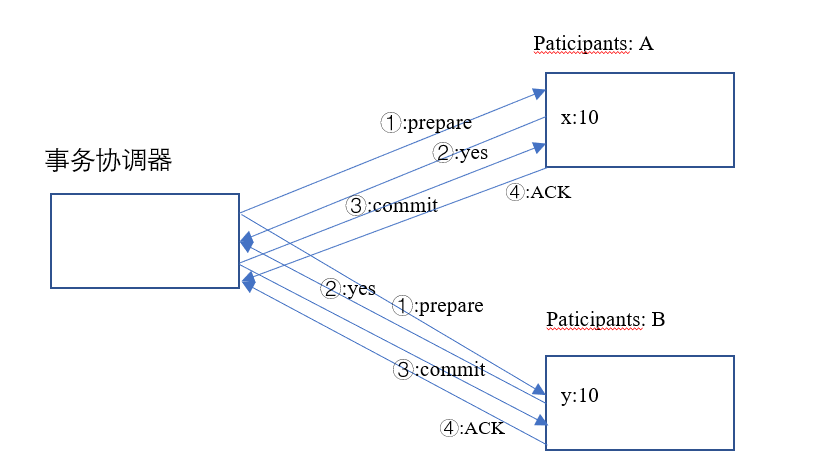 Paticipants: A
x:10
①:prepare
②:yes
事务协调器
③:commit
④:ACK
②:yes
①:prepare
Paticipants: B
③:commit
y:10
④:ACK